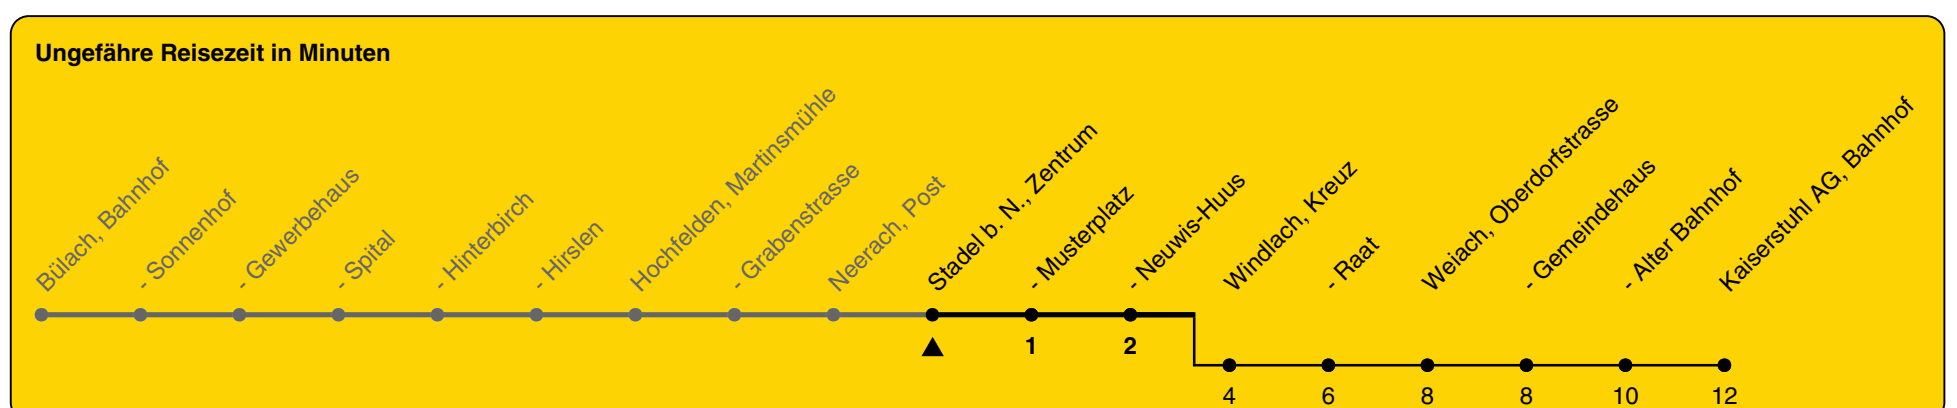 Ungefähre Reisezeit in Minuten
Bülach, Bahnhof
- Sonnenhof
- Gewerbehaus
- Spital
- Hinterbirch
- Hirslen
Hochfelden, Martinsmühle
- Grabenstrasse
Neerach, Post
Stadel b. N., Zentrum
- Musterplatz
- Neuwis-Huus
Windlach, Kreuz
- Raat
Weiach, Oberdorfstrasse
- Gemeindehaus
- Alter Bahnhof
Kaiserstuhl AG, Bahnhof
1 2
4 6 8 8 10 12